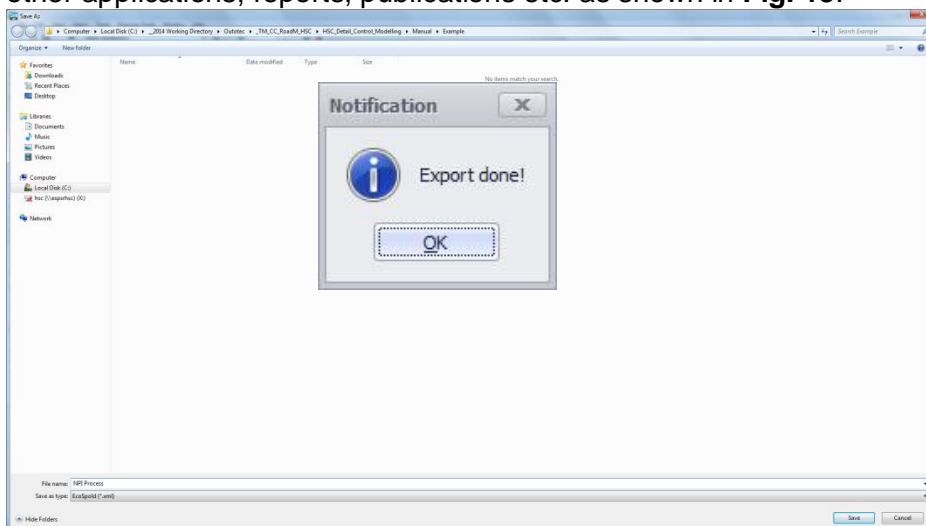 other applications, reports, publications etc. as shown in Fig. 16.
Save As
Computer ▸ Local Disk (C:) ▸ _2014 Working Directory ▸ Outotec ▸ _TM_CC_RoadM_HSC ▸ HSC_Detail_Control_Modelling ▸ Manual ▸ Example
Search Example
Organize New folder
Name Date modified Type Size
No items match your search.
Favorites
Downloads
Recent Places
Desktop
Libraries
Documents
Music
Pictures
Videos
Computer
Local Disk (C:)
Network
Notification
Export done!
OK
File name: NPI Process
Save as type: EcoSpold (*.xml)
Hide Folders
Save Cancel